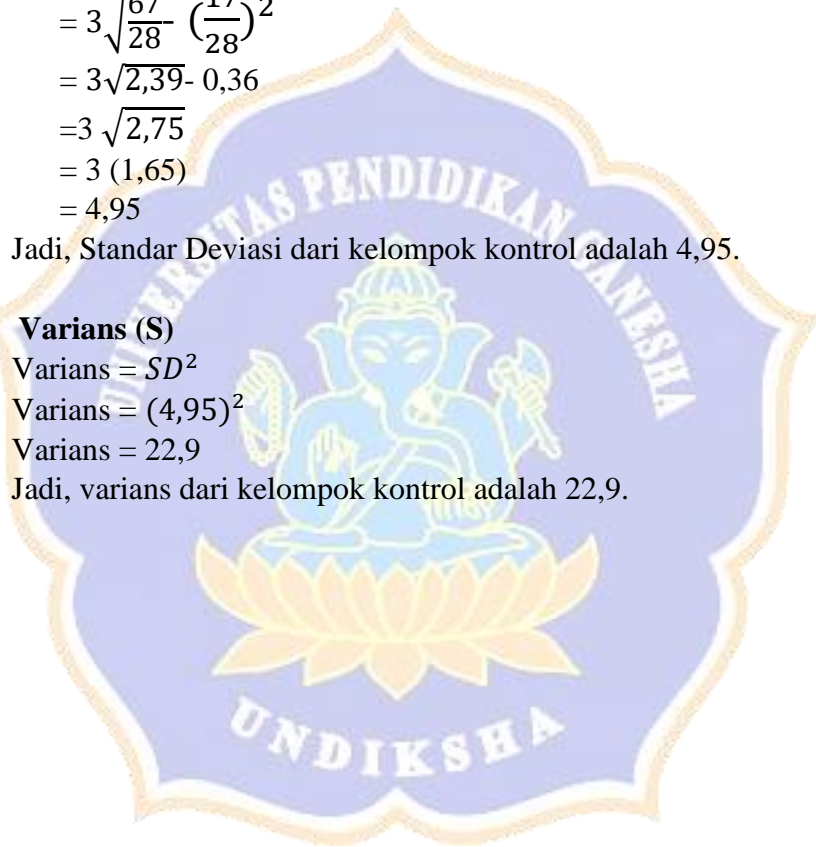 = 3√67/28- (17/28)²
= 3√2,39- 0,36
=3 √2,75
= 3 (1,65)
= 4,95
Jadi, Standar Deviasi dari kelompok kontrol adalah 4,95.
Varians (S)
Varians = 𝑆𝐷²
Varians = (4,95)²
Varians = 22,9
Jadi, varians dari kelompok kontrol adalah 22,9.
UNIVERSITAS PENDIDIKAN GANESHA
UNDIKSHA